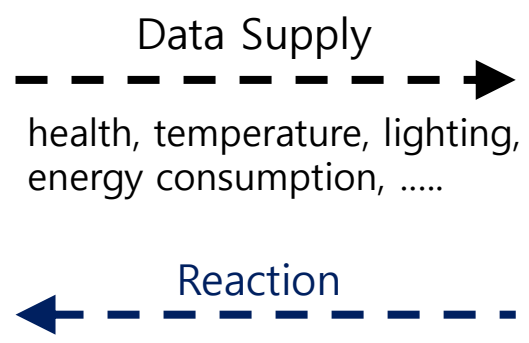 Data Supply
health, temperature, lighting,
energy consumption, .....
Reaction